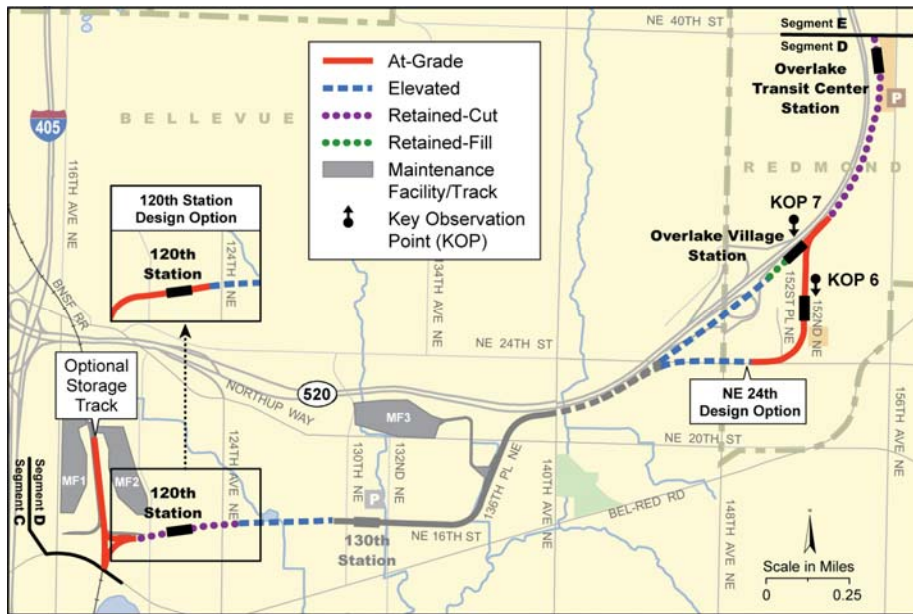 NE 40TH ST
Segment E
Segment D
Overlake
Transit Center
Station
P
At-Grade
Elevated
Retained-Cut
Retained-Fill
Maintenance
Facility/Track
Key Observation
Point (KOP)
405
BELLEVUE
REDMOND
116TH AVE NE
120th Station
Design Option
120th
Station
124TH
NE
134TH AVE NE
KOP 7
Overlake Village
Station
KOP 6
152ST PL NE
152ND NE
BNSF RR
NE 24TH ST
Optional
Storage
Track
NORTHUP WAY
520
NE 24th
Design Option
156TH AVE NE
MF3
NE 20TH ST
MF1
MF2
124TH AVE NE
130TH NE
132ND NE
P
136TH PL NE
140TH AVE NE
148TH AVE NE
BEL-RED RD
Segment C
Segment D
120th
Station
130th
Station
NE 16TH ST
Scale in Miles
0 0.25